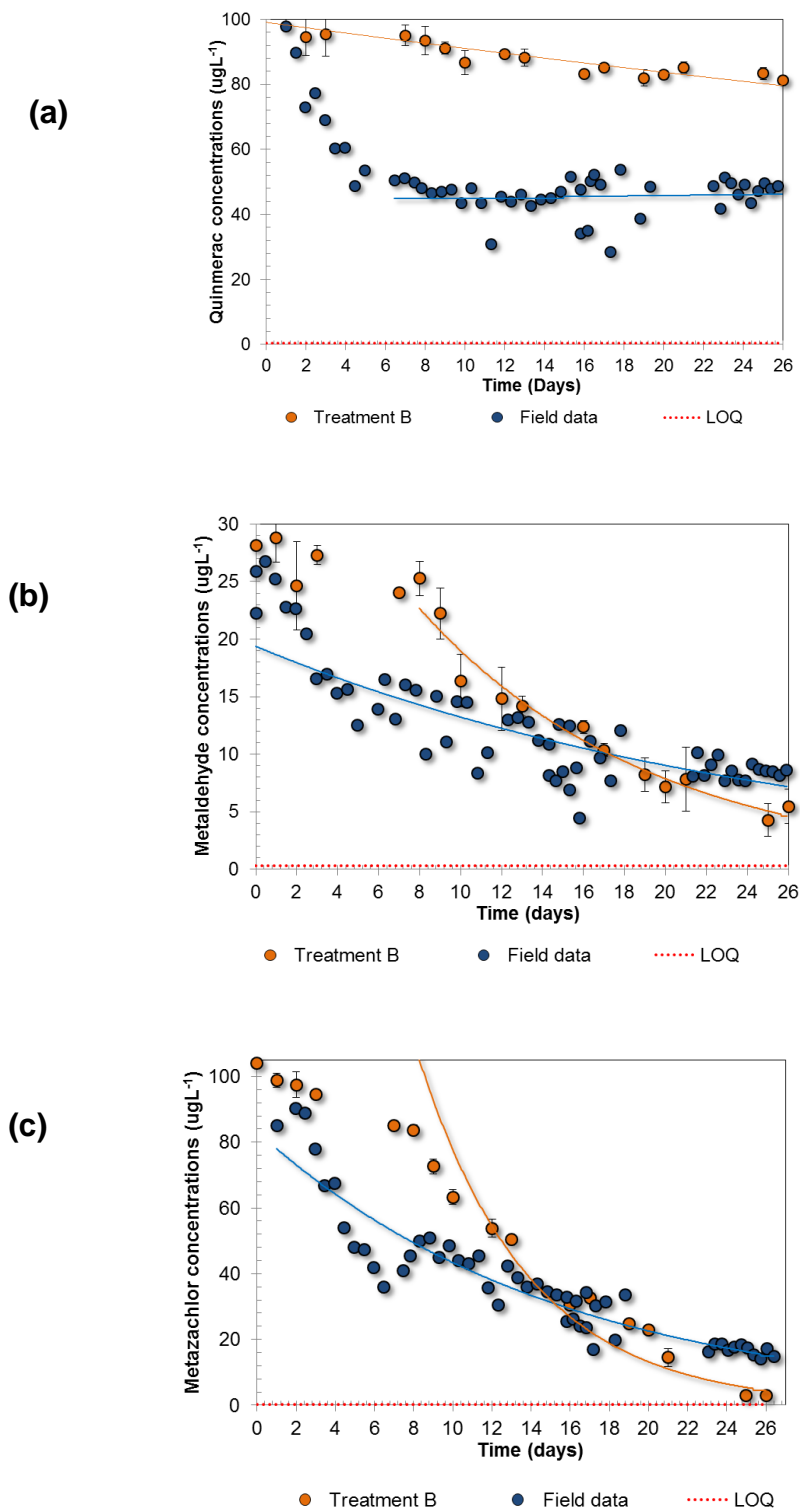 (a)
Quinmerac concentrations (ugL-1)
100
80
60
40
20
0
0 2 4 6 8 10 12 14 16 18 20 22 24 26
Time (Days)
Treatment B Field data LOQ
(b)
Metaldehyde concentrations (ugL-1)
30
25
20
15
10
5
0
0 2 4 6 8 10 12 14 16 18 20 22 24 26
Time (days)
Treatment B Field data LOQ
(c)
Metazachlor concentrations (ugL-1)
100
80
60
40
20
0
0 2 4 6 8 10 12 14 16 18 20 22 24 26
Time (days)
Treatment B Field data LOQ